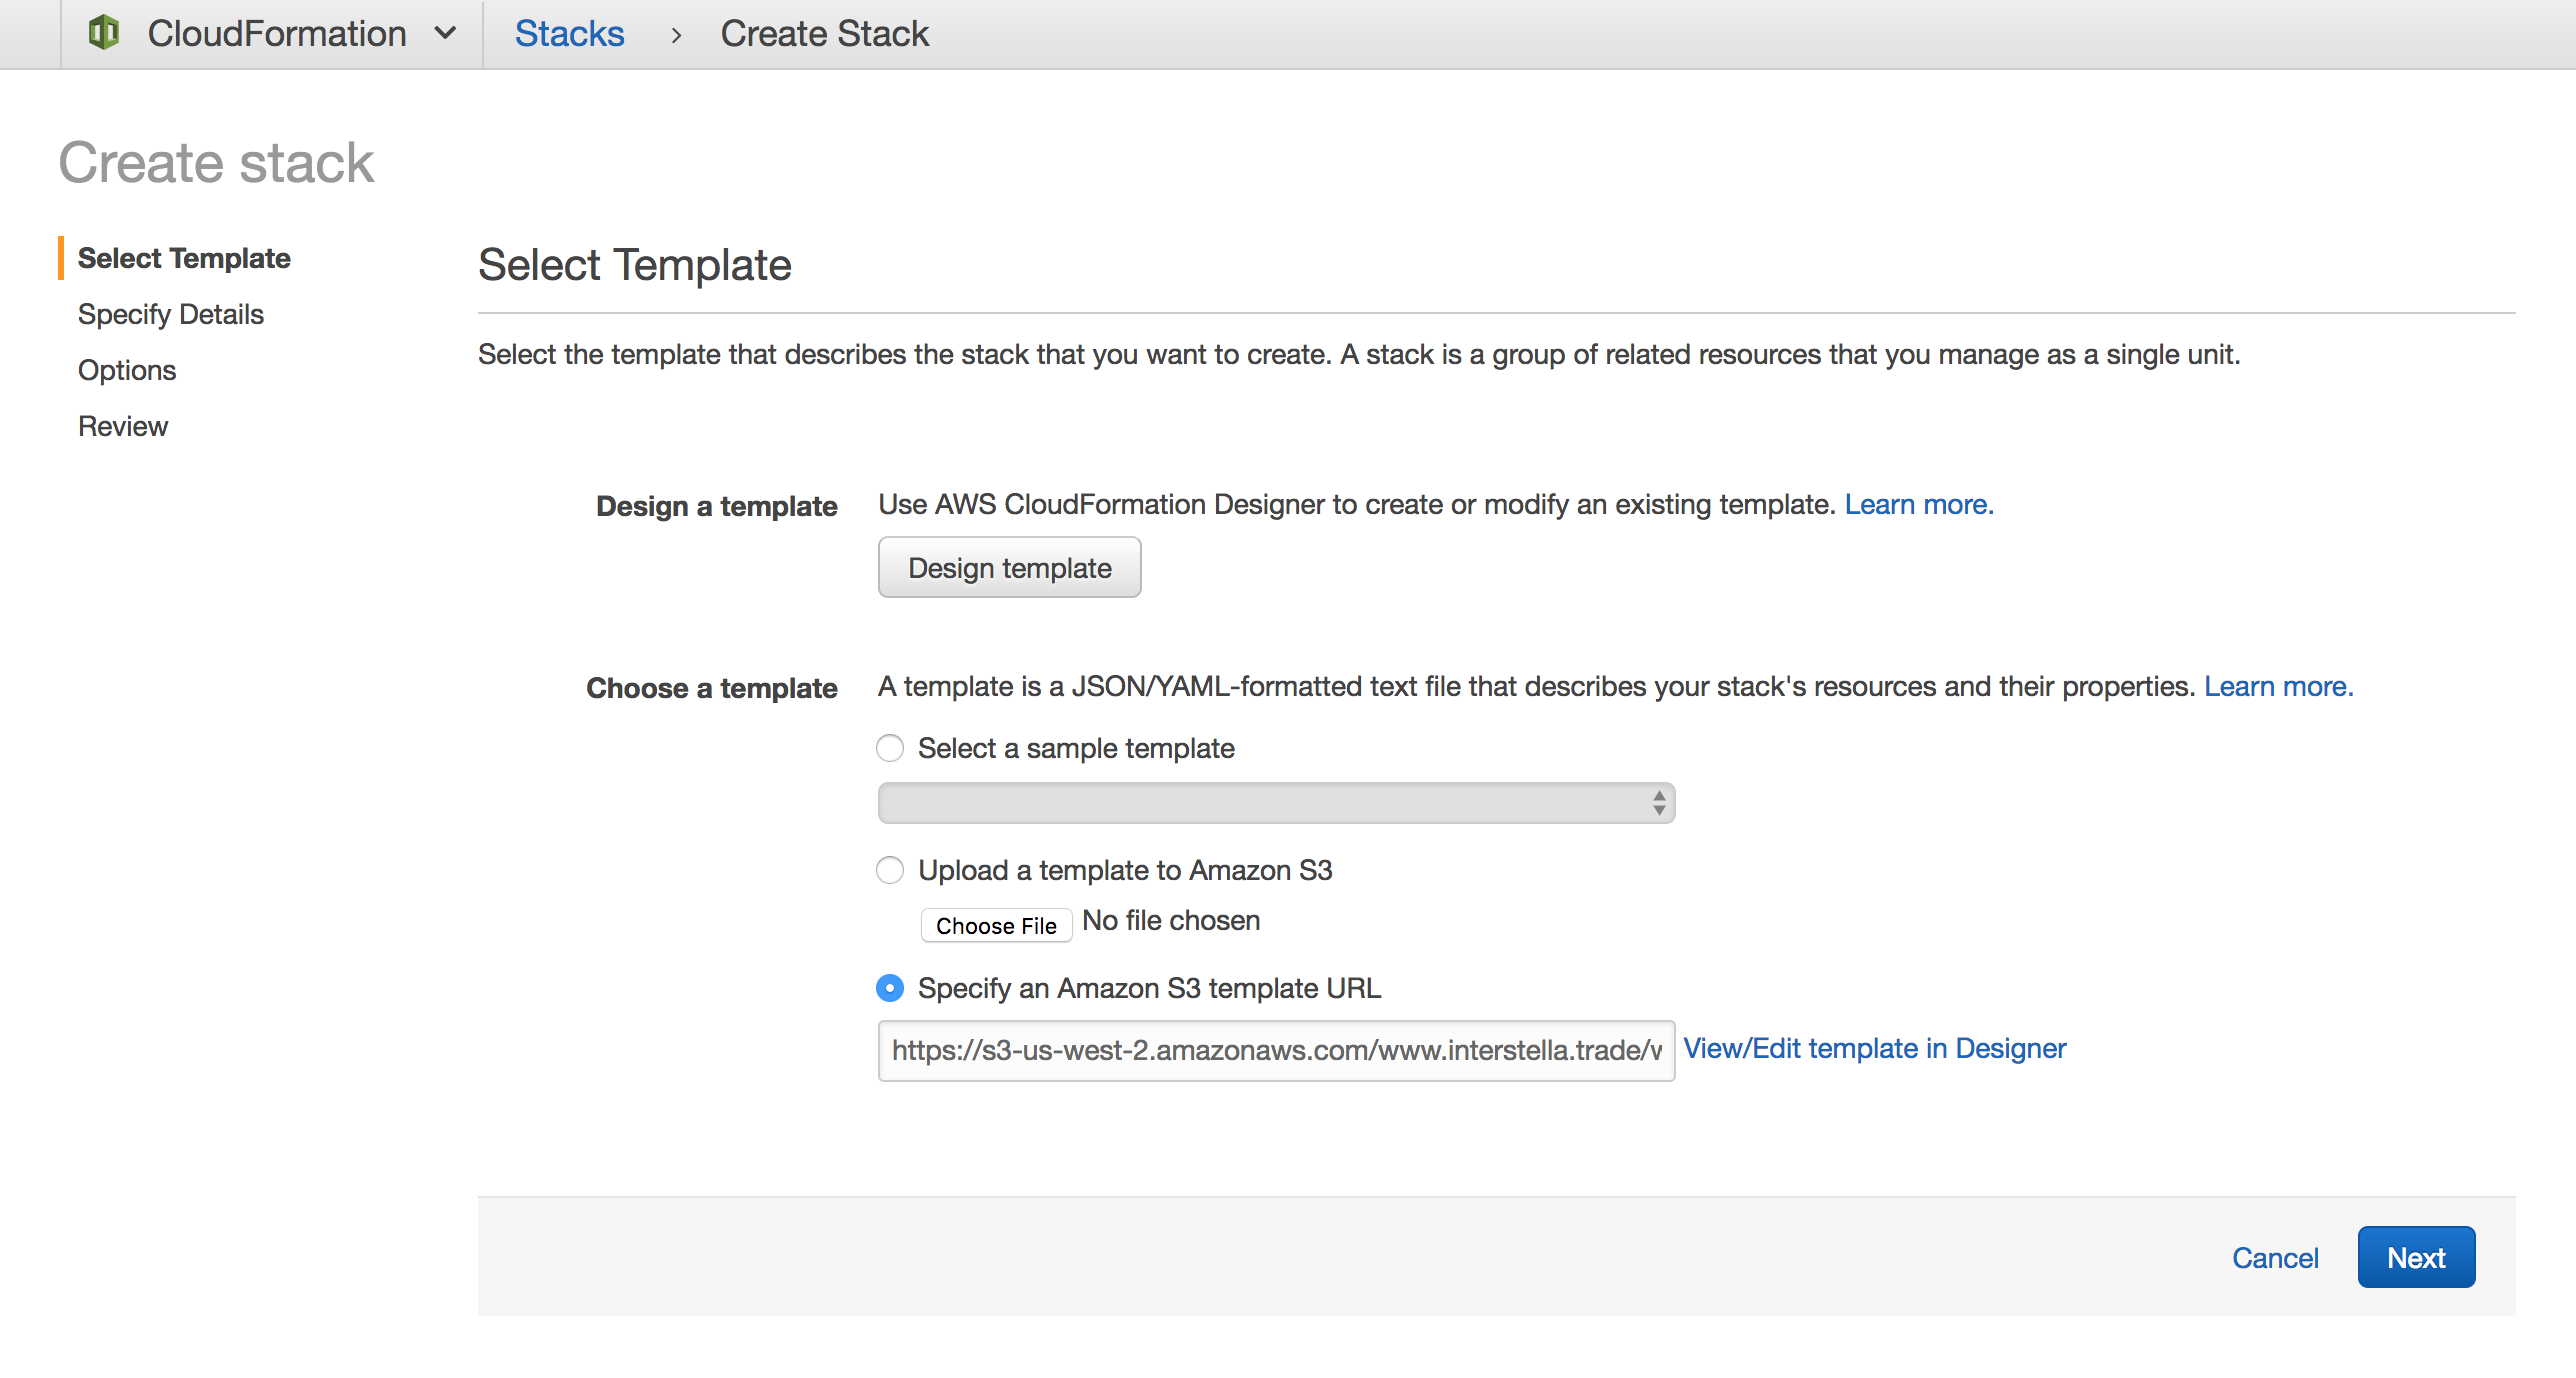 CloudFormation
Stacks > Create Stack
Create stack
Select Template
Specify Details
Options
Review
Select Template
Select the template that describes the stack that you want to create. A stack is a group of related resources that you manage as a single unit.
Design a template
Use AWS CloudFormation Designer to create or modify an existing template. Learn more.
Design template
Choose a template
A template is a JSON/YAML-formatted text file that describes your stack's resources and their properties. Learn more.
Select a sample template
Upload a template to Amazon S3
Choose File No file chosen
Specify an Amazon S3 template URL
https://s3-us-west-2.amazonaws.com/www.interstella.trade/ View/Edit template in Designer
Cancel Next